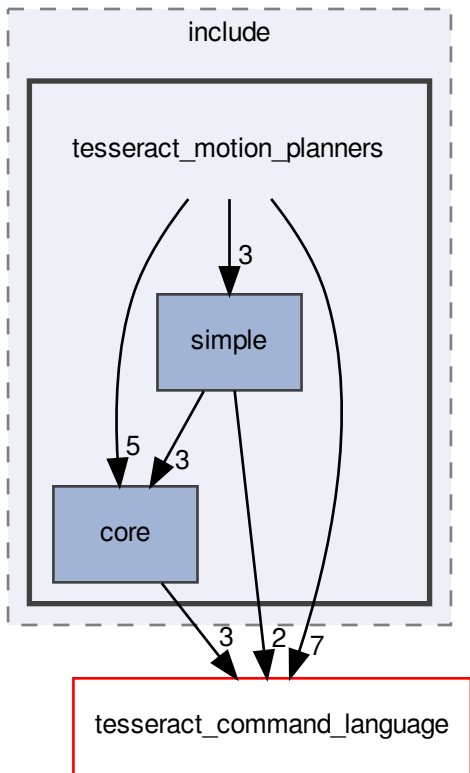 include
tesseract_motion_planners
3
simple
5
3
core
3
2
7
tesseract_command_language